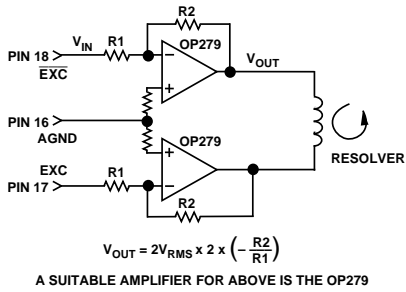 R2
V_IN R1 OP279
PIN 18 − V_OUT
EXC
+
PIN 16
AGND
OP279
+
RESOLVER
EXC R1
PIN 17 −
R2
V_OUT = 2V_RMS x 2 x (− R2/R1)
A SUITABLE AMPLIFIER FOR ABOVE IS THE OP279